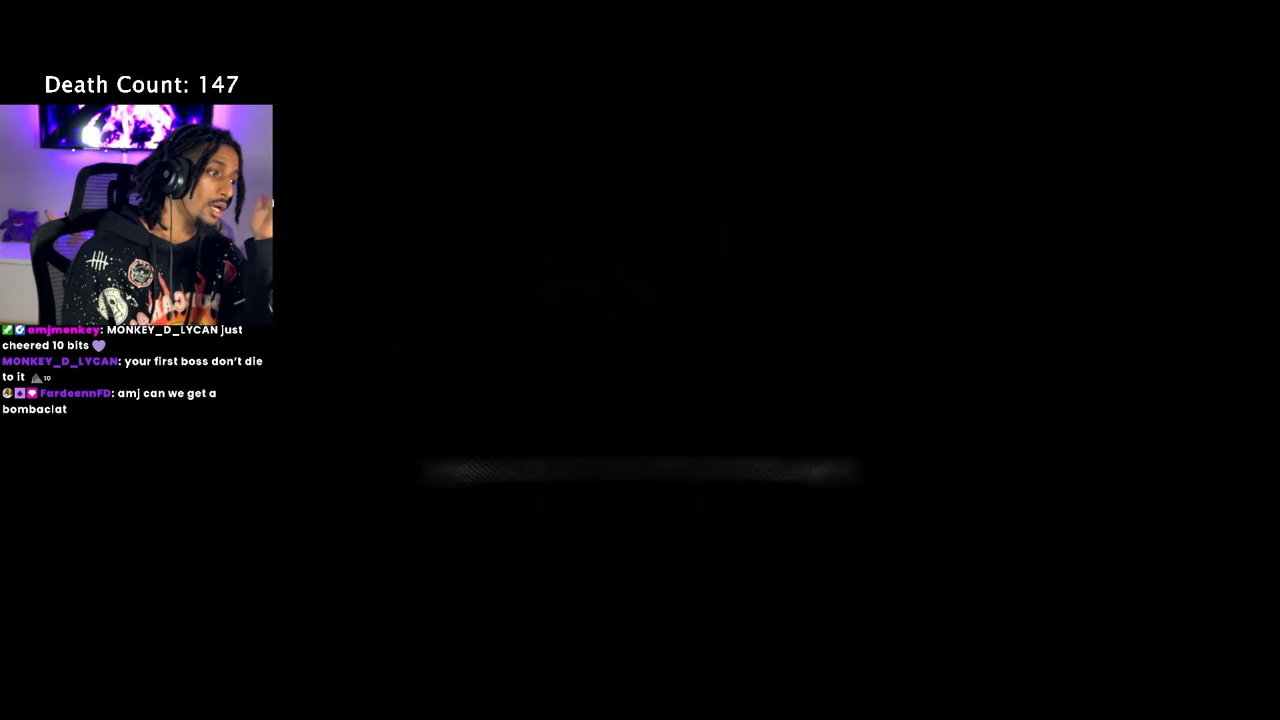 Death Count: 147
amjmonkey: MONKEY_D_LYCAN just
cheered 10 bits 💜
MONKEY_D_LYCAN: your first boss don't die
to it 10
FardeennFD: amj can we get a
bombaclat